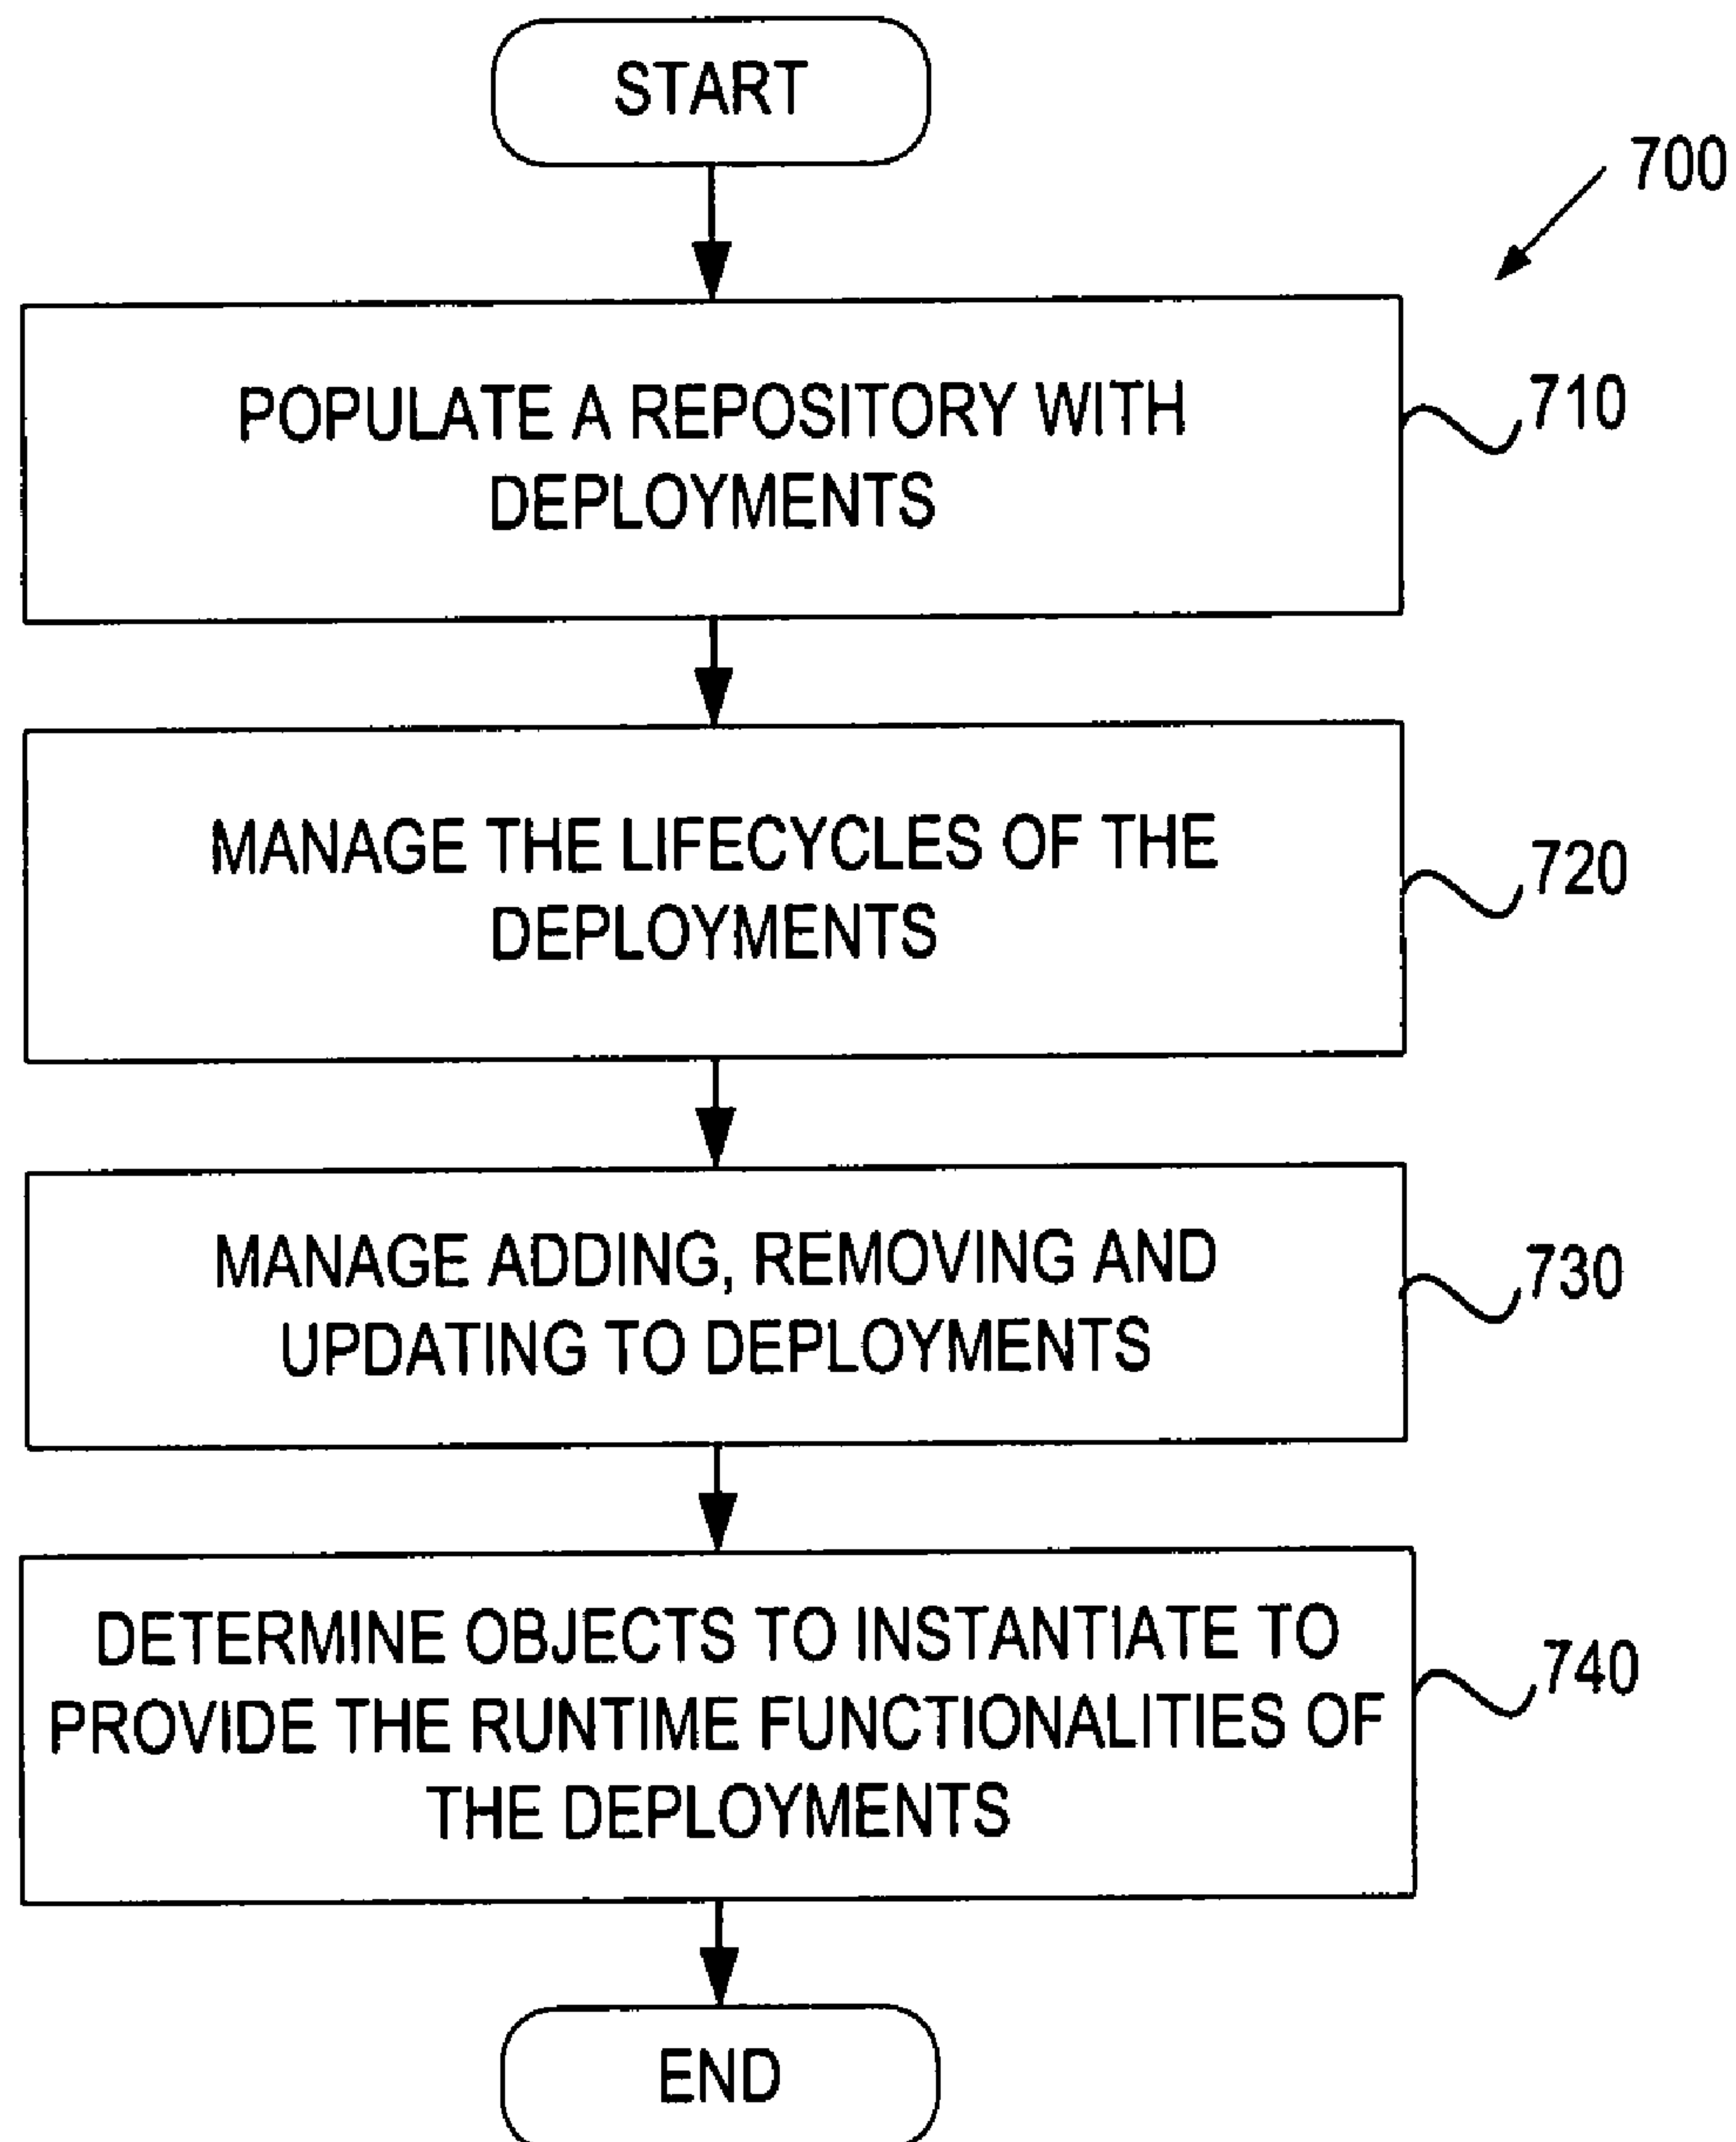 START
700
POPULATE A REPOSITORY WITH
DEPLOYMENTS
710
MANAGE THE LIFECYCLES OF THE
DEPLOYMENTS
720
MANAGE ADDING, REMOVING AND
UPDATING TO DEPLOYMENTS
730
DETERMINE OBJECTS TO INSTANTIATE TO
PROVIDE THE RUNTIME FUNCTIONALITIES OF
THE DEPLOYMENTS
740
END